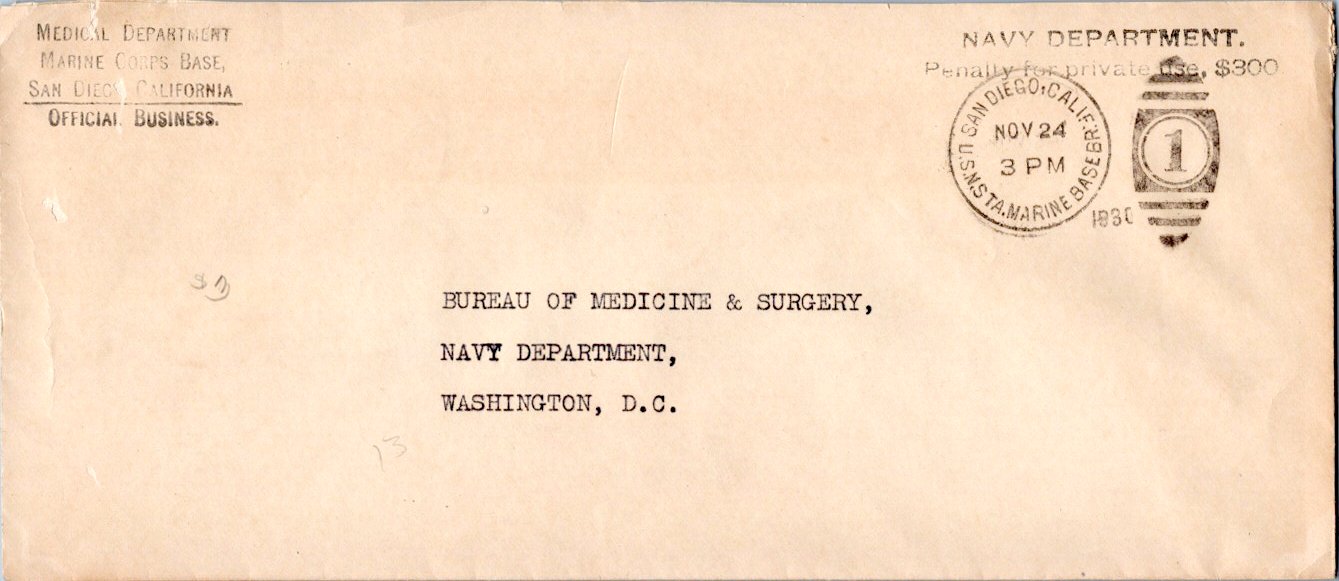 MEDICAL DEPARTMENT
MARINE CORPS BASE,
SAN DIEGO CALIFORNIA
OFFICIAL BUSINESS.
NAVY DEPARTMENT.
Penalty for private use, $300
SAN DIEGO, CALIF.
U.S.N.STA.MARINE BASE BR.
NOV 24
3 PM
1930
1
BUREAU OF MEDICINE & SURGERY,
NAVY DEPARTMENT,
WASHINGTON, D.C.
13